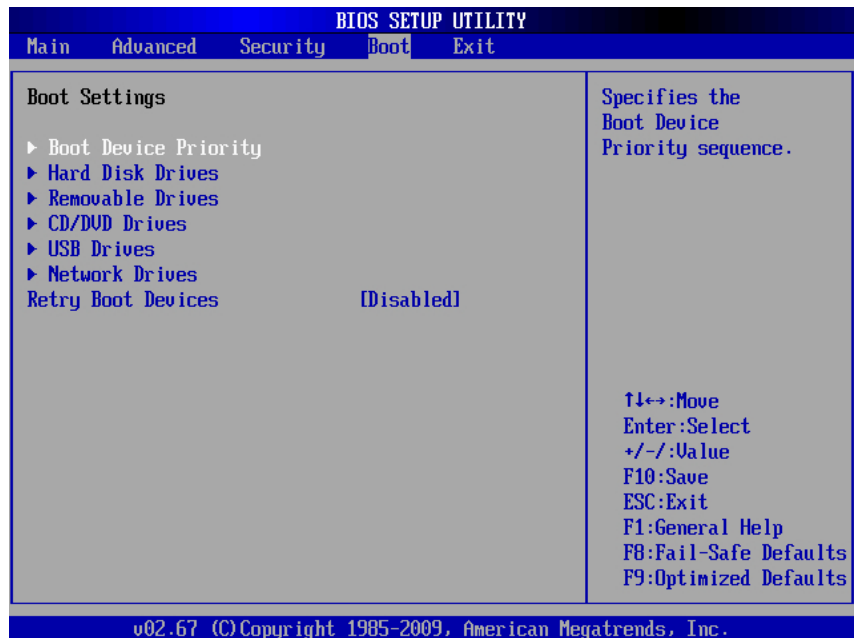 BIOS SETUP UTILITY
Main Advanced Security Boot Exit
Boot Settings
▶ Boot Device Priority
▶ Hard Disk Drives
▶ Removable Drives
▶ CD/DVD Drives
▶ USB Drives
▶ Network Drives
Retry Boot Devices [Disabled]
Specifies the
Boot Device
Priority sequence.
↑↓←→:Move
Enter:Select
+/-/:Value
F10:Save
ESC:Exit
F1:General Help
F8:Fail-Safe Defaults
F9:Optimized Defaults
v02.67 (C)Copyright 1985-2009, American Megatrends, Inc.